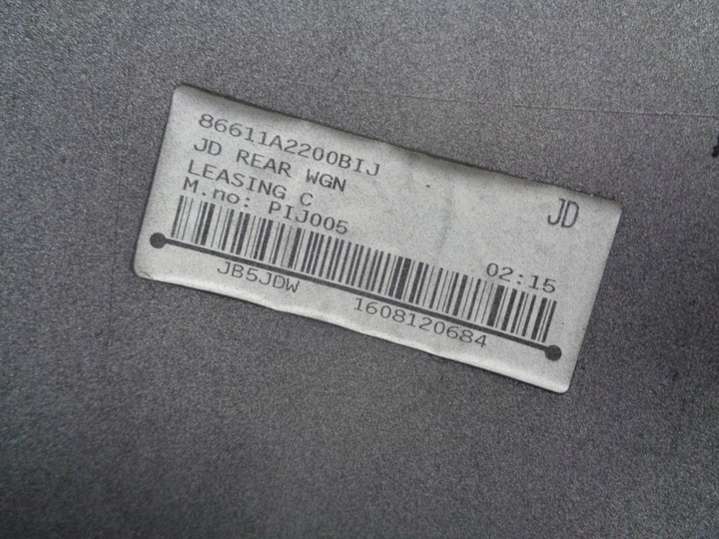 86611A2200BIJ
JD REAR WGN
LEASING C
M.no: PIJ005
JD
02:15
JB5JDW 1608120684